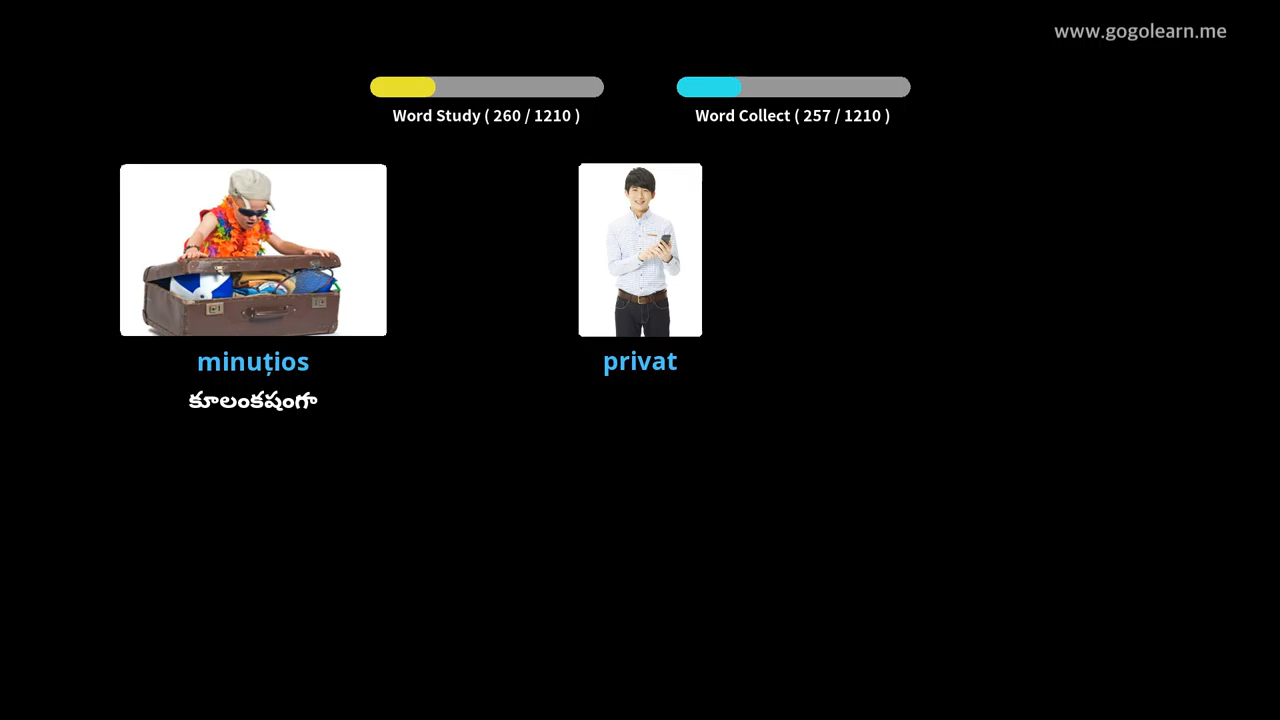 www.gogolearn.me
Word Study ( 260 / 1210 )
Word Collect ( 257 / 1210 )
minuțios
privat
కూలంకషంగా